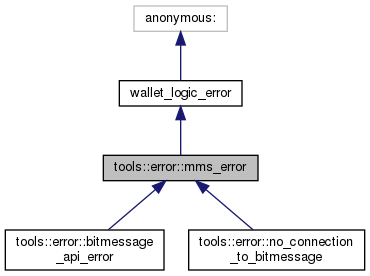 anonymous:
wallet_logic_error
tools::error::mms_error
tools::error::bitmessage
_api_error
tools::error::no_connection
_to_bitmessage